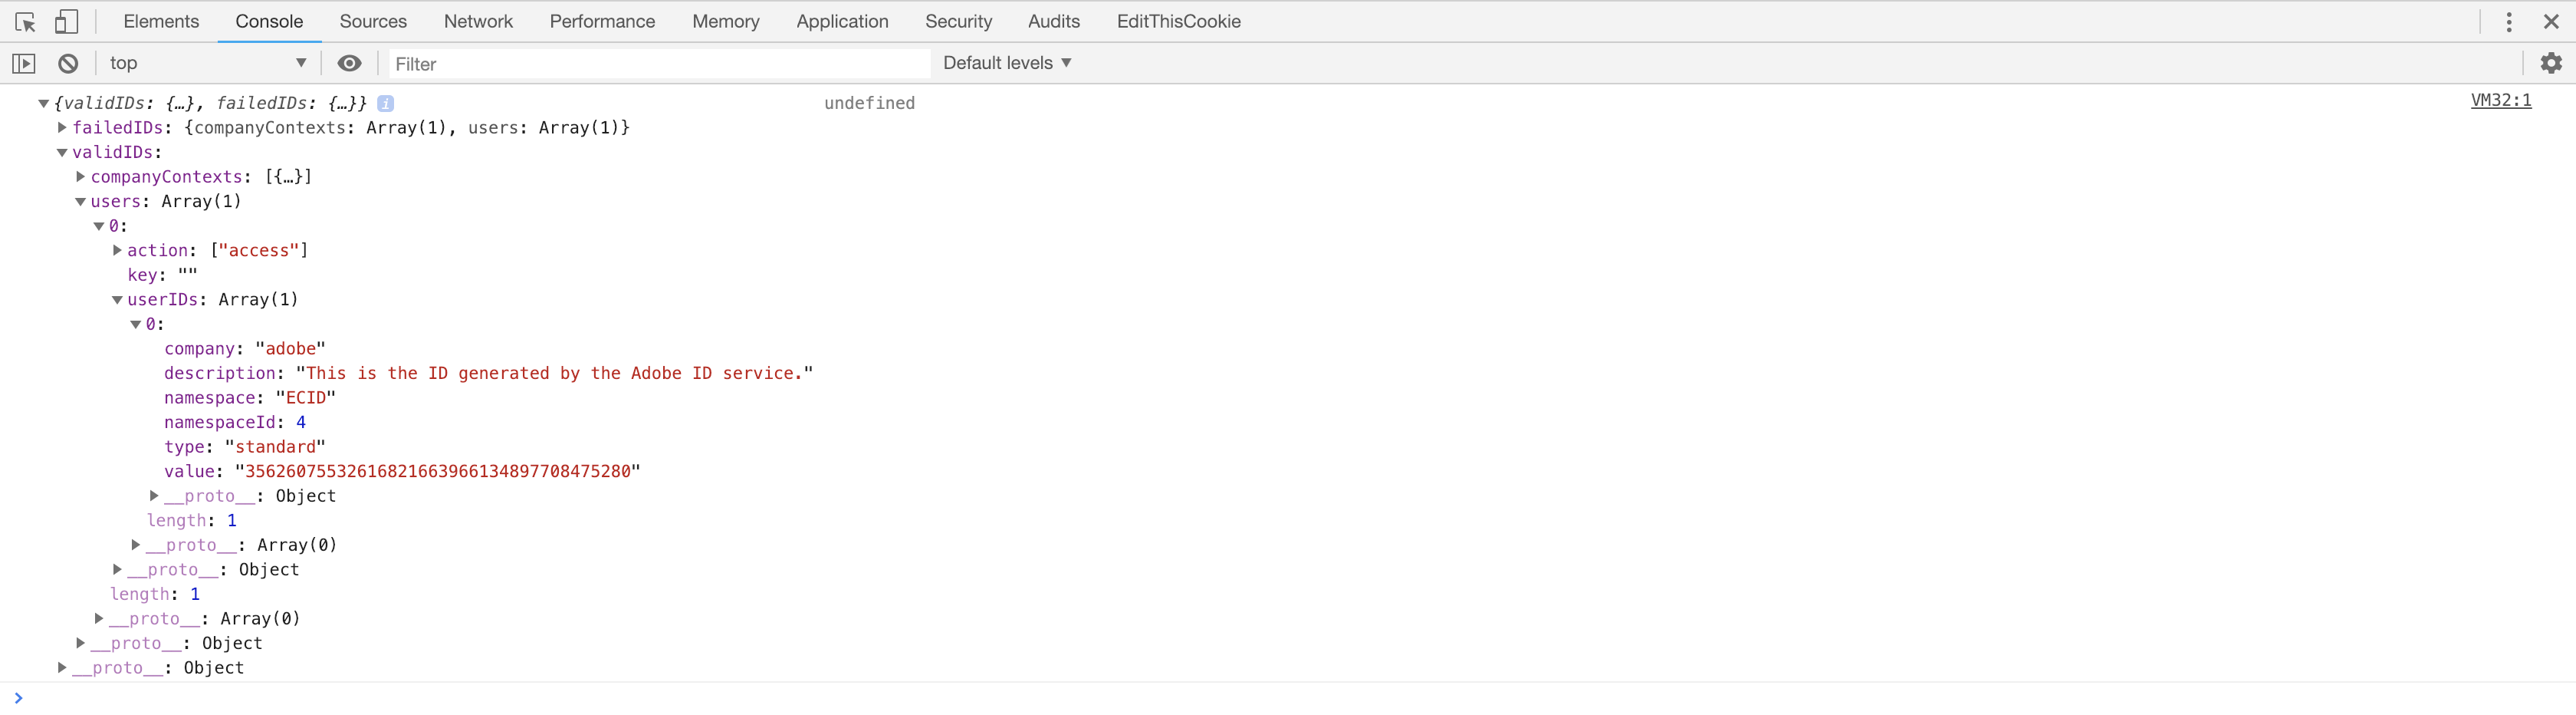 Elements Console Sources Network Performance Memory Application Security Audits EditThisCookie
top Filter Default levels
{validIDs: {…}, failedIDs: {…}} i undefined VM32:1
failedIDs: {companyContexts: Array(1), users: Array(1)}
validIDs:
companyContexts: [{…}]
users: Array(1)
0:
action: ["access"]
key: ""
userIDs: Array(1)
0:
company: "adobe"
description: "This is the ID generated by the Adobe ID service."
namespace: "ECID"
namespaceId: 4
type: "standard"
value: "35626075532616821663966134897708475280"
__proto__: Object
length: 1
__proto__: Array(0)
__proto__: Object
length: 1
__proto__: Array(0)
__proto__: Object
__proto__: Object